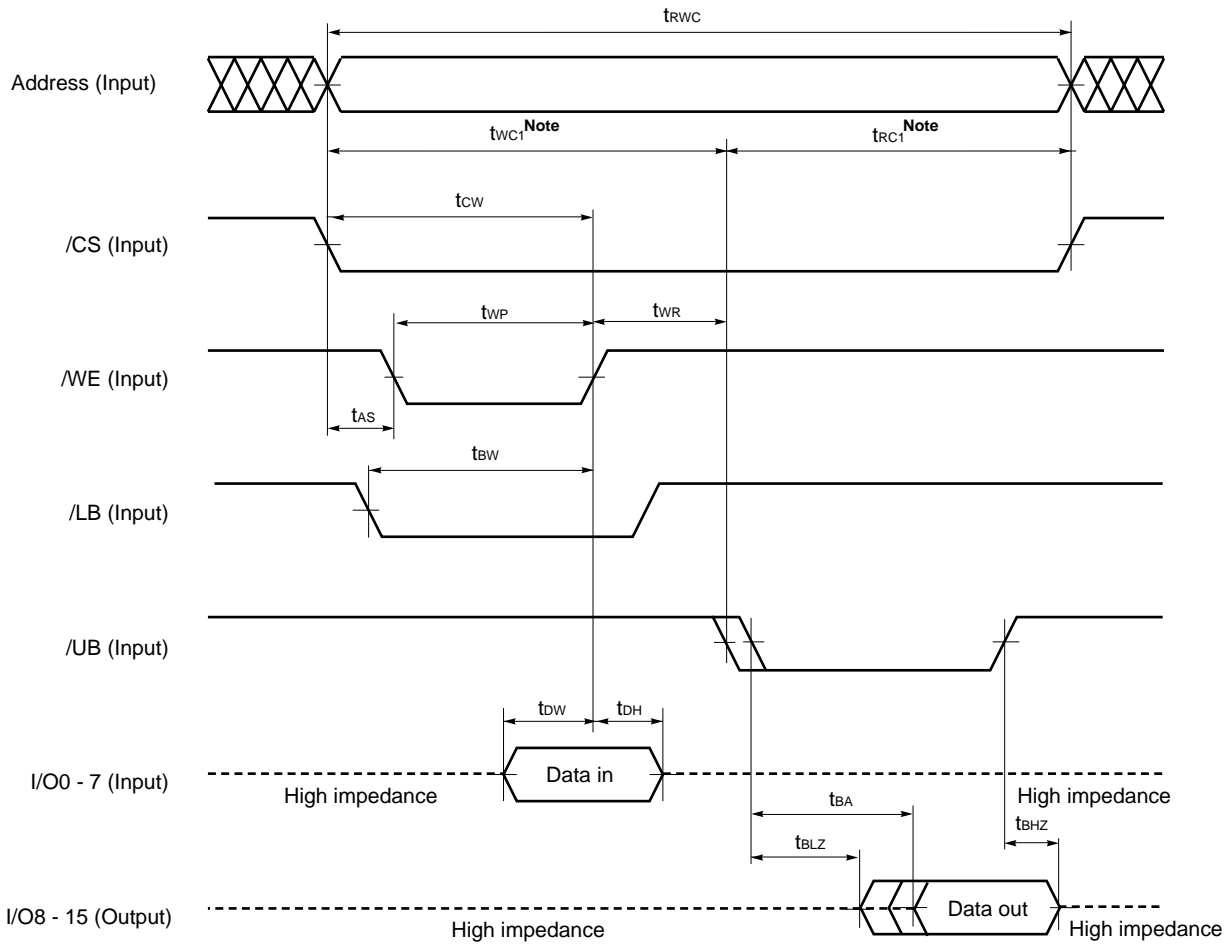 tRWC
Address (Input)
tWC1Note
tRC1Note
tCW
/CS (Input)
tWP
tWR
/WE (Input)
tAS
tBW
/LB (Input)
/UB (Input)
tDW
tDH
I/O0 - 7 (Input)
Data in
High impedance
High impedance
tBA
tBHZ
tBLZ
I/O8 - 15 (Output)
Data out
High impedance
High impedance